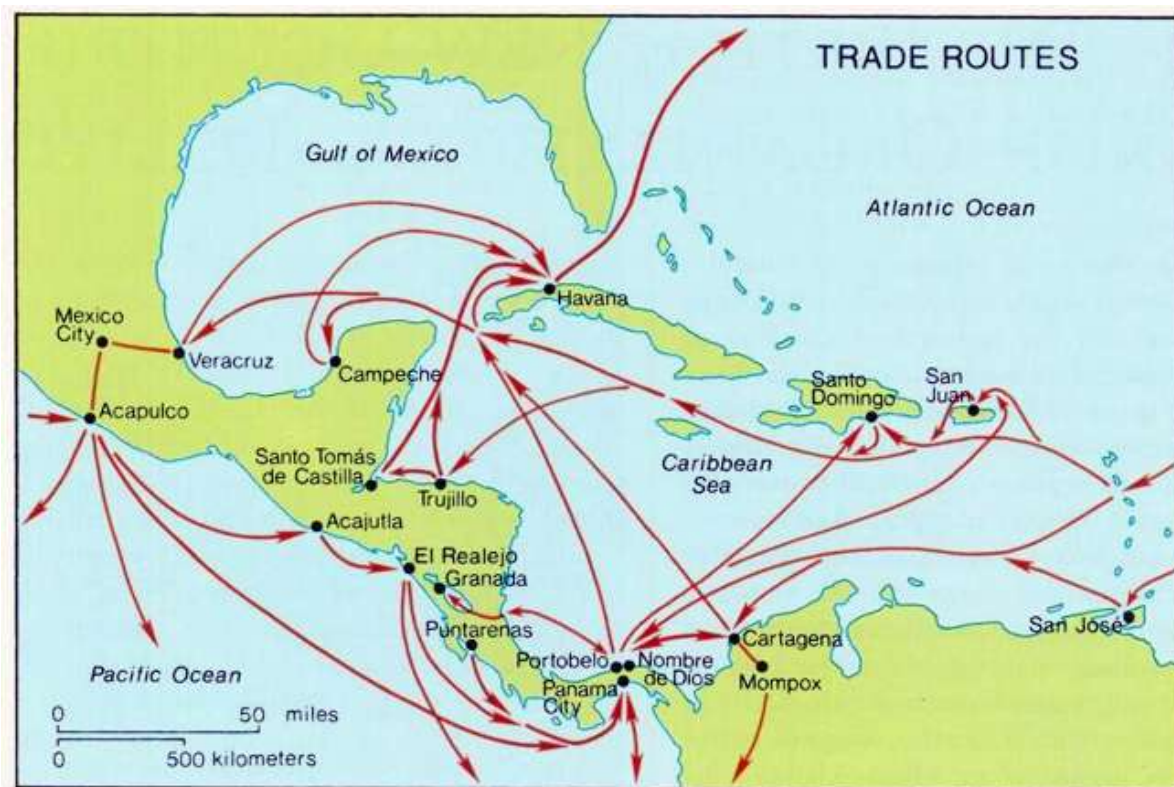 TRADE ROUTES
Gulf of Mexico
Atlantic Ocean
Havana
Mexico
City
Veracruz
Campeche
Acapulco
Santo
Domingo
San
Juan
Santo Tomás
de Castilla
Trujillo
Caribbean
Sea
Acajutla
El Realejo
Granada
Puntarenas
Portobelo
Nombre
de Dios
Panama
City
Cartagena
Mompox
San José
Pacific Ocean
0 50 miles
0 500 kilometers